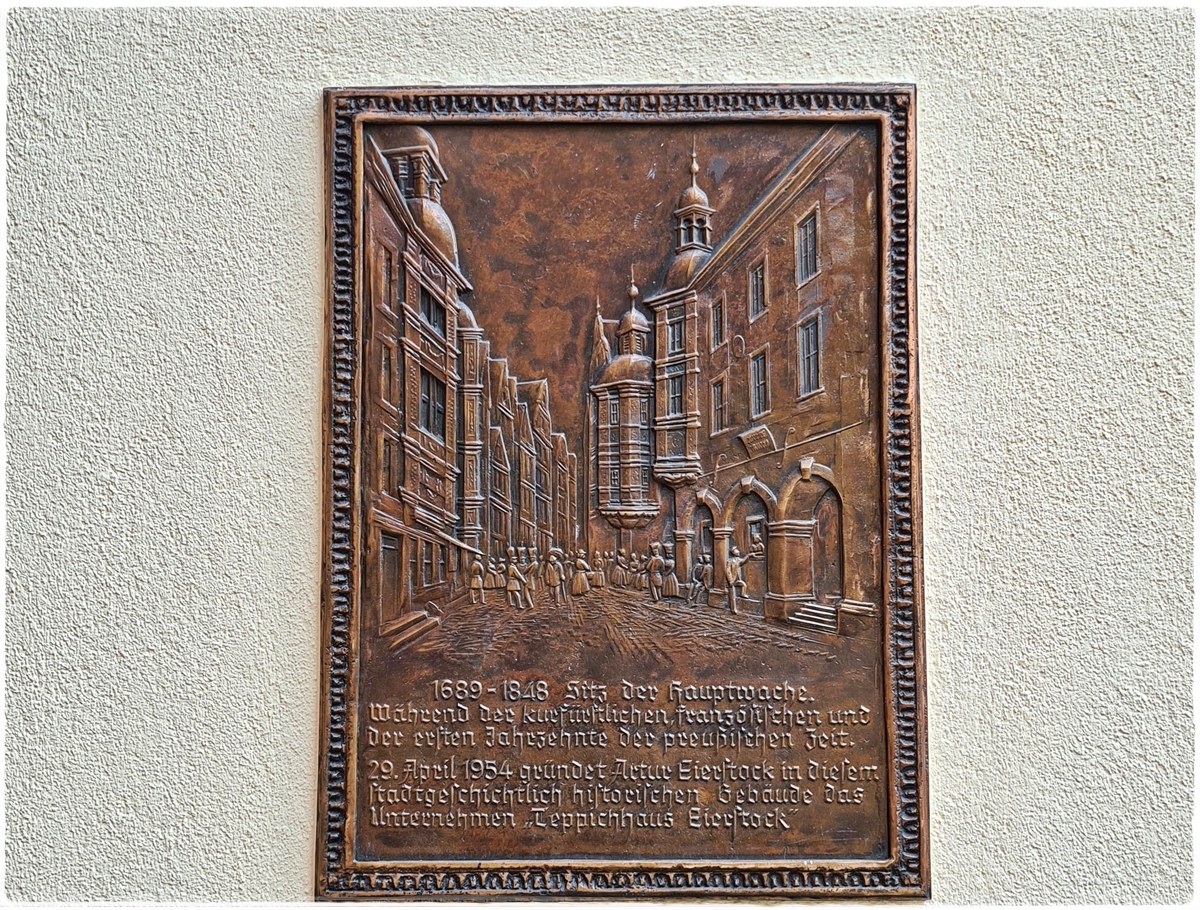 1689-1848 Sitz der Hauptwache.
Während der kurfürstlichen, französischen und
der ersten Jahrzehnte der preußischen Zeit.
29. April 1954 gründet Artur Eierstock in diesem
stadtgeschichtlich historischen Gebäude das
Unternehmen „Teppichhaus Eierstock"